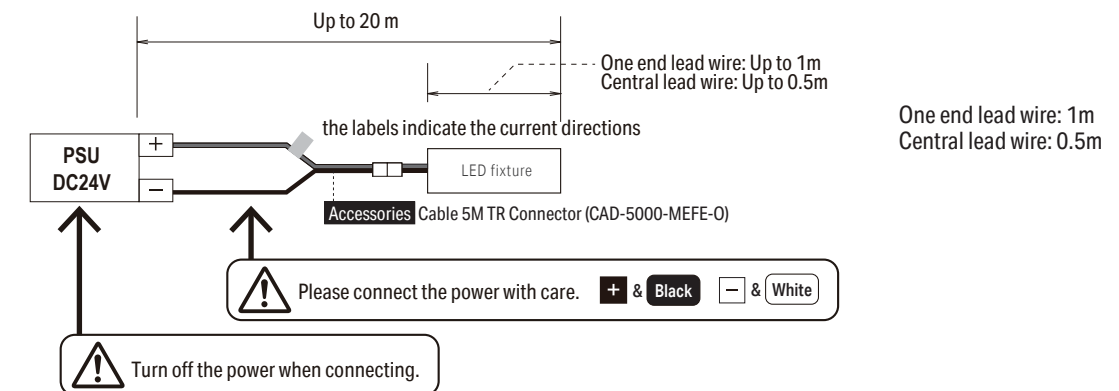 Up to 20 m
One end lead wire: Up to 1m
Central lead wire: Up to 0.5m
One end lead wire: 1m
Central lead wire: 0.5m
the labels indicate the current directions
PSU
DC24V
+
−
LED fixture
Accessories Cable 5M TR Connector (CAD-5000-MEFE-O)
Please connect the power with care. + & Black − & White
Turn off the power when connecting.